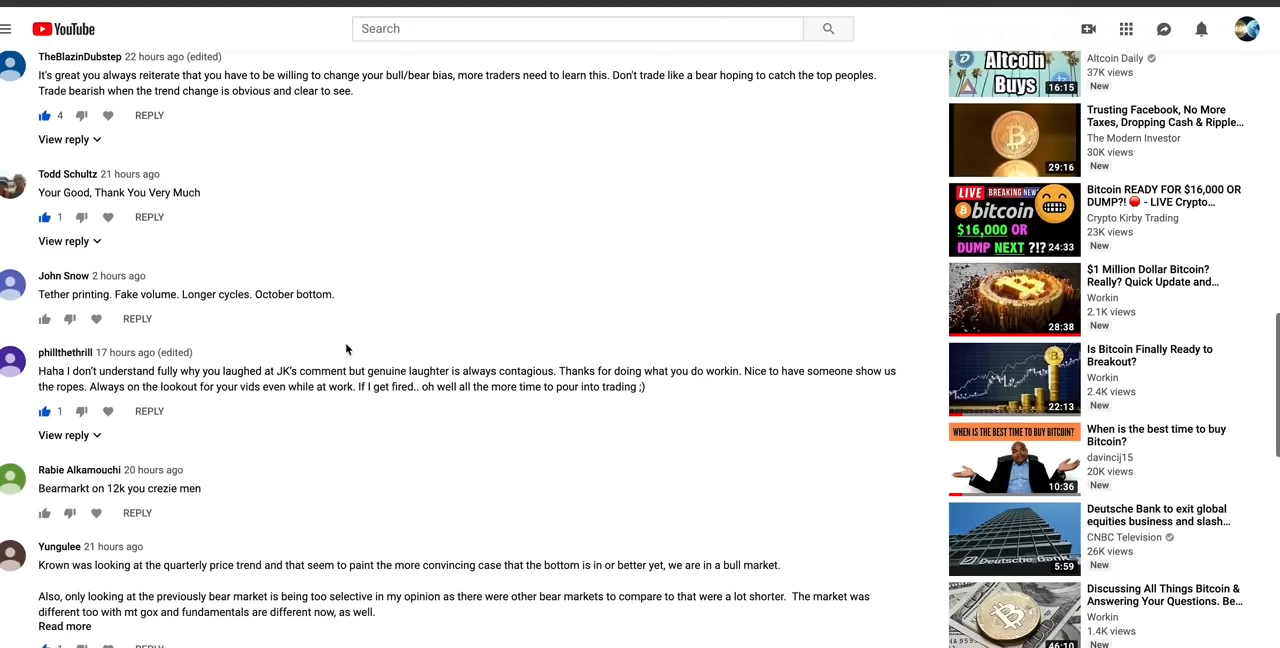 YouTube
Search
TheBlazinDubstep 22 hours ago (edited)
It's great you always reiterate that you have to be willing to change your bull/bear bias, more traders need to learn this. Don't trade like a bear hoping to catch the top peoples.
Trade bearish when the trend change is obvious and clear to see.
4 REPLY
View reply
Todd Schultz 21 hours ago
Your Good, Thank You Very Much
1 REPLY
View reply
John Snow 2 hours ago
Tether printing. Fake volume. Longer cycles. October bottom.
REPLY
phillthethrill 17 hours ago (edited)
Haha I don't understand fully why you laughed at JK's comment but genuine laughter is always contagious. Thanks for doing what you do workin. Nice to have someone show us
the ropes. Always on the lookout for your vids even while at work. If I get fired.. oh well all the more time to pour into trading ;)
1 REPLY
View reply
Rabie Alkamouchi 20 hours ago
Bearmarkt on 12k you crezie men
REPLY
Yungulee 21 hours ago
Krown was looking at the quarterly price trend and that seem to paint the more convincing case that the bottom is in or better yet, we are in a bull market.
Also, only looking at the previously bear market is being too selective in my opinion as there were other bear markets to compare to that were a lot shorter. The market was
different too with mt gox and fundamentals are different now, as well.
Read more
1 REPLY
Altcoin
Buys
16:15
Altcoin Daily
37K views
New
29:16
Trusting Facebook, No More
Taxes, Dropping Cash & Ripple...
The Modern Investor
30K views
New
LIVE BREAKING NEWS
bitcoin
$16,000 OR
DUMP NEXT ?!?
24:33
Bitcoin READY FOR $16,000 OR
DUMP?! 🔴 - LIVE Crypto...
Crypto Kirby Trading
23K views
New
28:38
$1 Million Dollar Bitcoin?
Really? Quick Update and...
Workin
2.1K views
New
22:13
Is Bitcoin Finally Ready to
Breakout?
Workin
2.4K views
New
WHEN IS THE BEST TIME TO BUY BITCOIN?
10:36
When is the best time to buy
Bitcoin?
davincij15
20K views
New
Deutsche Bank
5:59
Deutsche Bank to exit global
equities business and slash...
CNBC Television
26K views
New
46:10
Discussing All Things Bitcoin &
Answering Your Questions. Be...
Workin
1.4K views
New